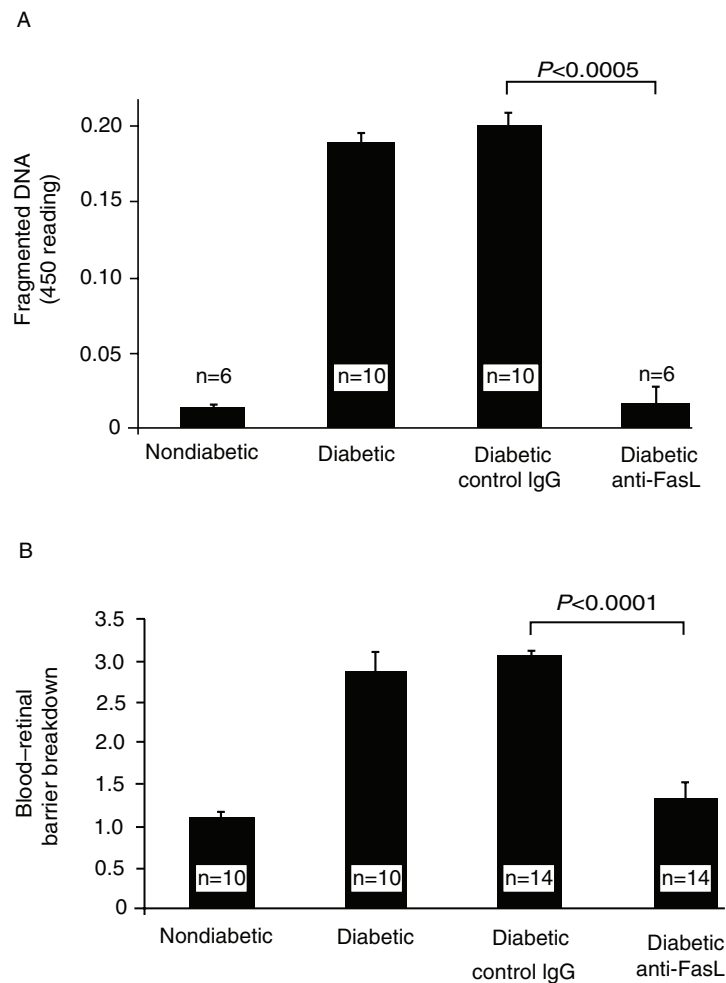 A
P<0.0005
Fragmented DNA
(450 reading)
0.20
0.15
0.10
0.05
0
n=6
n=10
n=10
n=6
Nondiabetic
Diabetic
Diabetic
control IgG
Diabetic
anti-FasL
B
P<0.0001
Blood–retinal
barrier breakdown
3.5
3.0
2.5
2.0
1.5
1.0
0.5
0
n=10
n=10
n=14
n=14
Nondiabetic
Diabetic
Diabetic
control IgG
Diabetic
anti-FasL